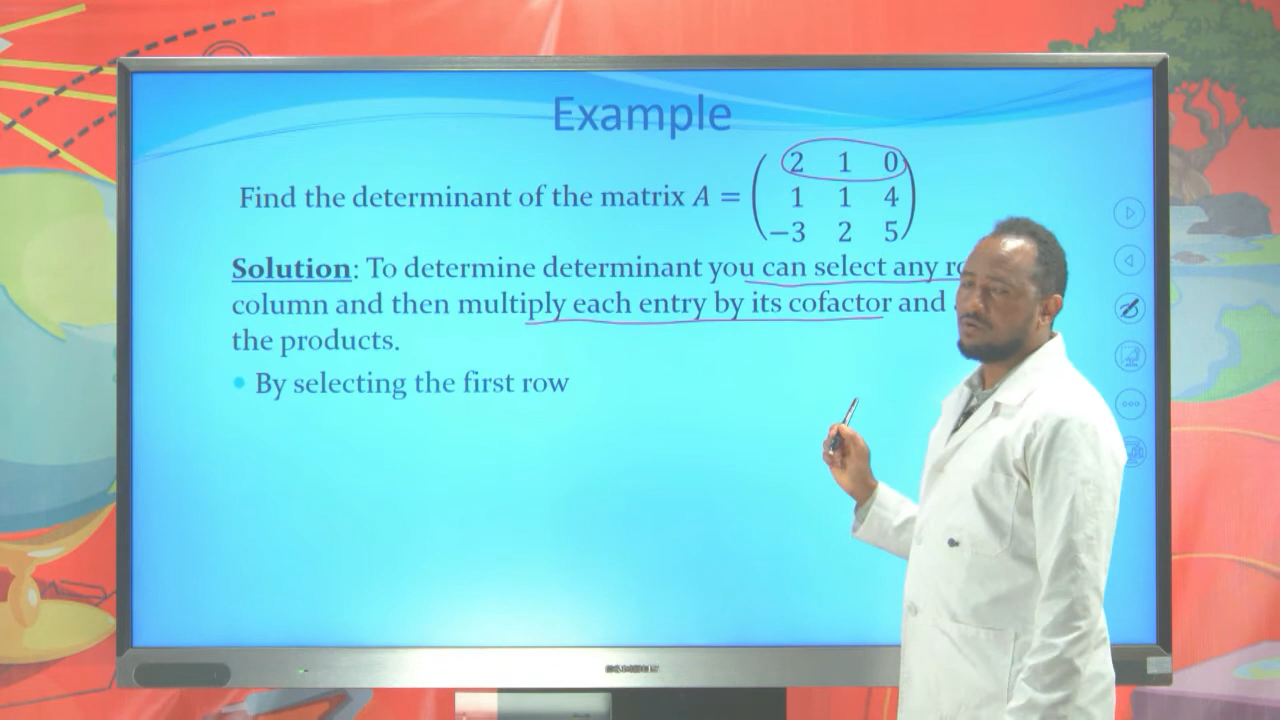 Example
Find the determinant of the matrix A = ( 2 1 0
1 1 4
−3 2 5 )
Solution: To determine determinant you can select any
column and then multiply each entry by its cofactor and
the products.
• By selecting the first row